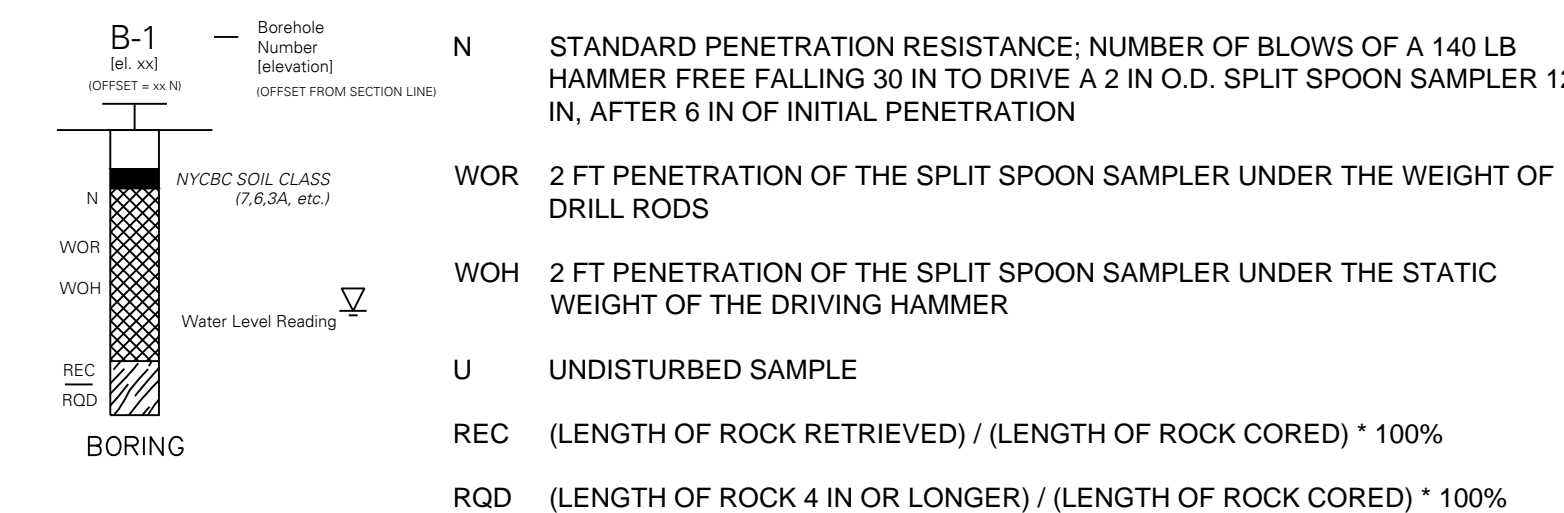 B-1
[el. xx]
(OFFSET = xx N)
Borehole
Number
[elevation]
(OFFSET FROM SECTION LINE)
NYCBC SOIL CLASS
(7,6,3A, etc.)
N
WOR
WOH
Water Level Reading
REC
RQD
BORING
N STANDARD PENETRATION RESISTANCE; NUMBER OF BLOWS OF A 140 LB
HAMMER FREE FALLING 30 IN TO DRIVE A 2 IN O.D. SPLIT SPOON SAMPLER 12
IN, AFTER 6 IN OF INITIAL PENETRATION
WOR 2 FT PENETRATION OF THE SPLIT SPOON SAMPLER UNDER THE WEIGHT OF
DRILL RODS
WOH 2 FT PENETRATION OF THE SPLIT SPOON SAMPLER UNDER THE STATIC
WEIGHT OF THE DRIVING HAMMER
U UNDISTURBED SAMPLE
REC (LENGTH OF ROCK RETRIEVED) / (LENGTH OF ROCK CORED) * 100%
RQD (LENGTH OF ROCK 4 IN OR LONGER) / (LENGTH OF ROCK CORED) * 100%